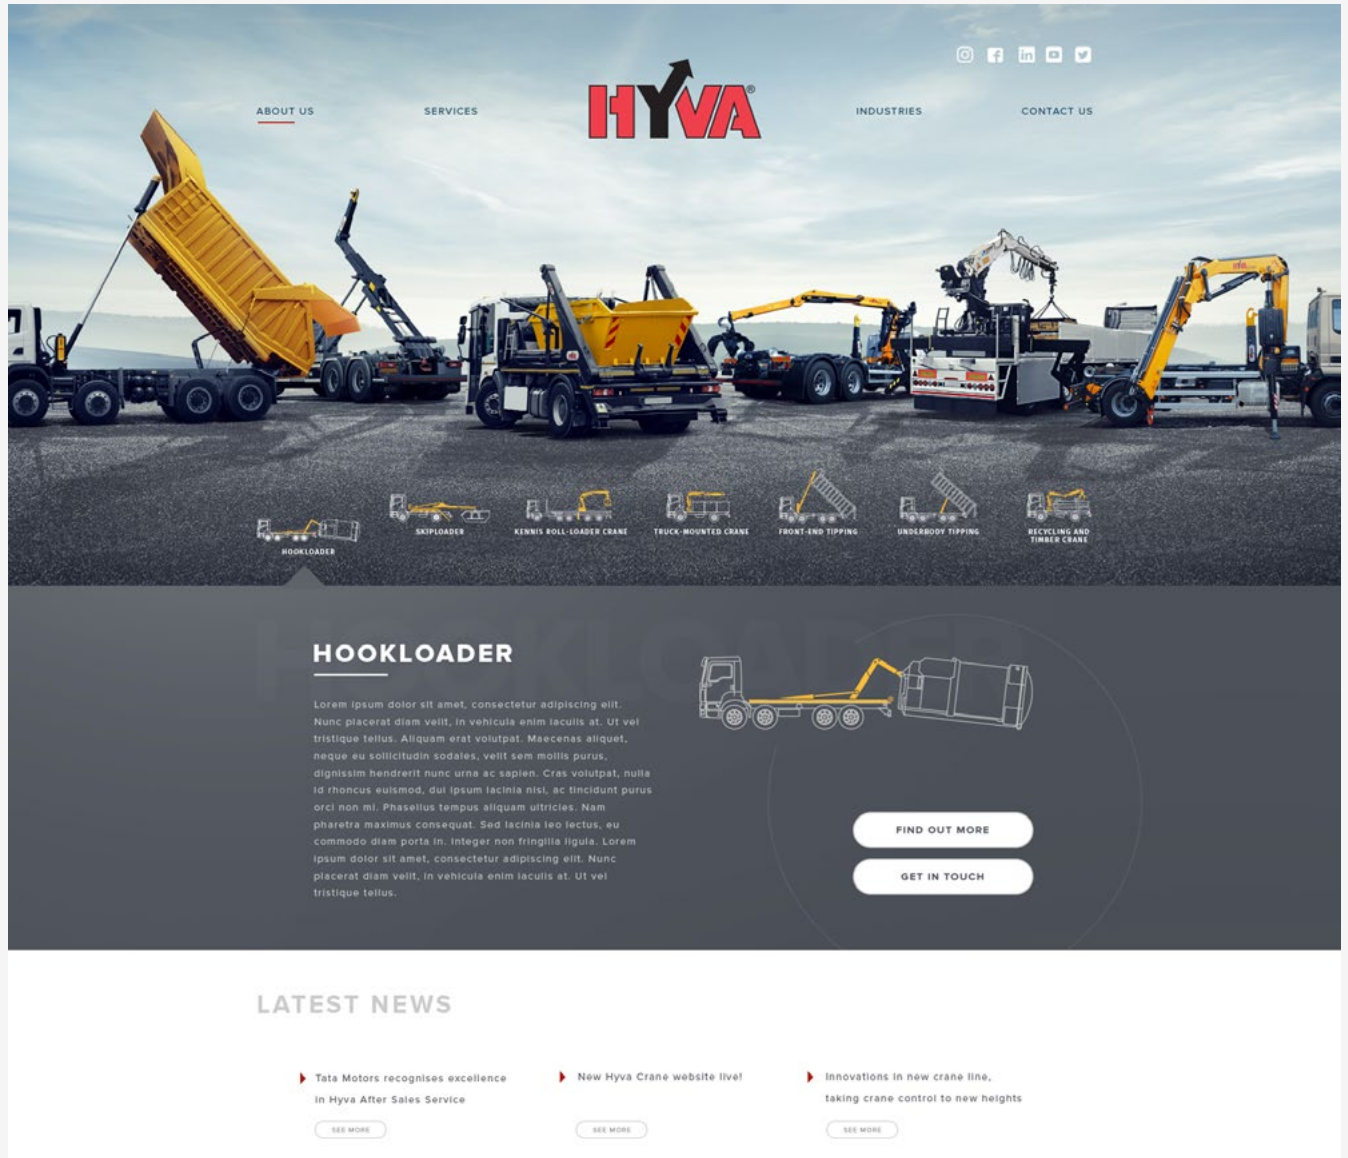 ABOUT US
SERVICES
HYVA®
INDUSTRIES
CONTACT US
HOOKLOADER
SKIPLOADER
KENNIS ROLL-LOADER CRANE
TRUCK-MOUNTED CRANE
FRONT-END TIPPING
UNDERBODY TIPPING
RECYCLING AND
TIMBER CRANE
HOOKLOADER
HOOKLOADER
Lorem ipsum dolor sit amet, consectetur adipiscing elit.
Nunc placerat diam velit, in vehicula enim iaculis at. Ut vel
tristique tellus. Aliquam erat volutpat. Maecenas aliquet,
neque eu sollicitudin sodales, velit sem mollis purus,
dignissim hendrerit nunc urna ac sapien. Cras volutpat, nulla
id rhoncus euismod, dui ipsum lacinia nisi, ac tincidunt purus
orci non mi. Phasellus tempus aliquam ultricies. Nam
pharetra maximus consequat. Sed lacinia leo lectus, eu
commodo diam porta in. Integer non fringilla ligula. Lorem
ipsum dolor sit amet, consectetur adipiscing elit. Nunc
placerat diam velit, in vehicula enim iaculis at. Ut vel
tristique tellus.
FIND OUT MORE
GET IN TOUCH
LATEST NEWS
Tata Motors recognises excellence
in Hyva After Sales Service
SEE MORE
New Hyva Crane website live!
SEE MORE
Innovations in new crane line,
taking crane control to new heights
SEE MORE